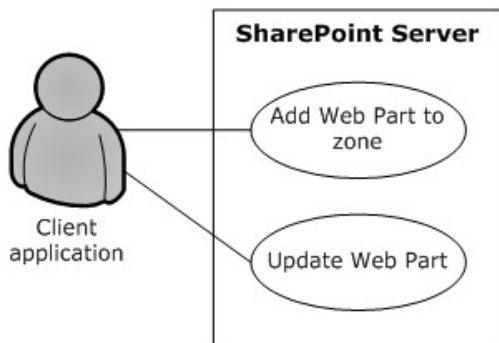 SharePoint Server
Add Web Part to
zone
Client
application
Update Web Part